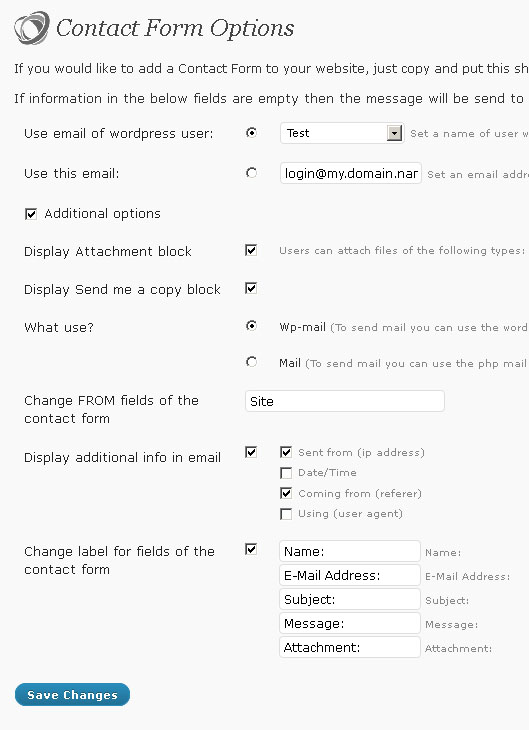 Contact Form Options
If you would like to add a Contact Form to your website, just copy and put this
If information in the below fields are empty then the message will be send to
Use email of wordpress user: Test Set a name of user
Use this email: login@my.domain.nar Set an email
Additional options
Display Attachment block Users can attach files of the following types:
Display Send me a copy block
What use? Wp-mail (To send mail you can use the
Mail (To send mail you can use the php mail
Change FROM fields of the Site
contact form
Display additional info in email Sent from (ip address)
Date/Time
Coming from (referer)
Using (user agent)
Change label for fields of the Name: Name:
contact form E-Mail Address: E-Mail Address:
Subject: Subject:
Message: Message:
Attachment: Attachment:
Save Changes